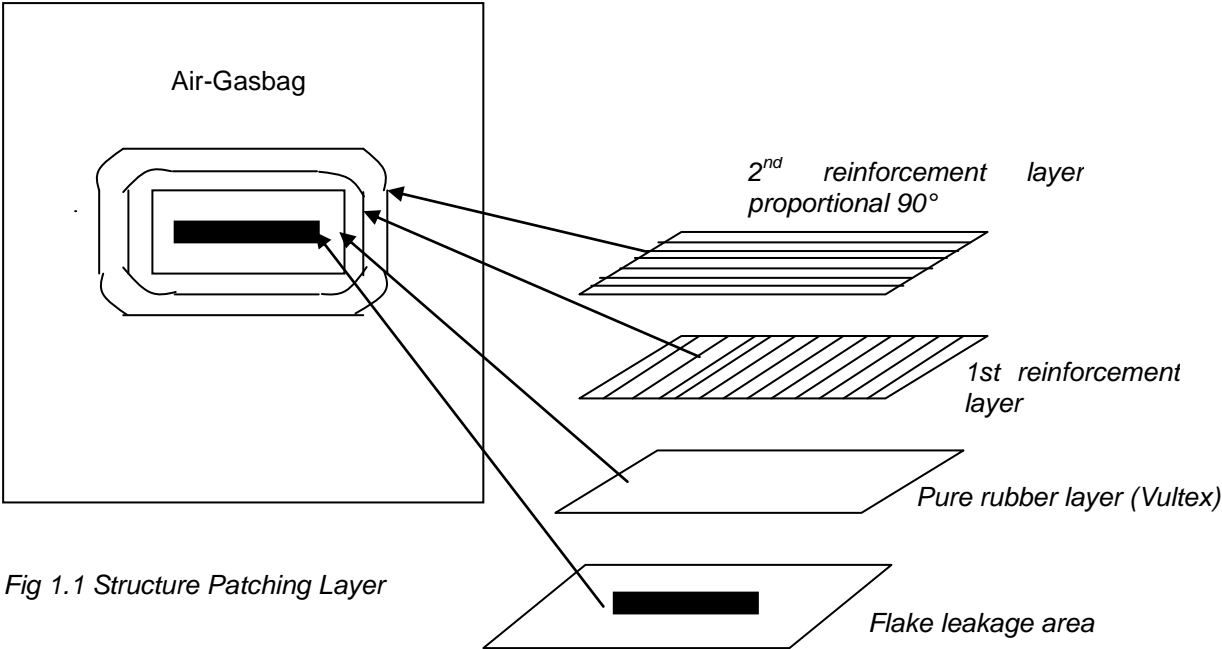 Air-Gasbag
2nd reinforcement layer
proportional 90°
1st reinforcement
layer
Pure rubber layer (Vultex)
Fig 1.1 Structure Patching Layer
Flake leakage area